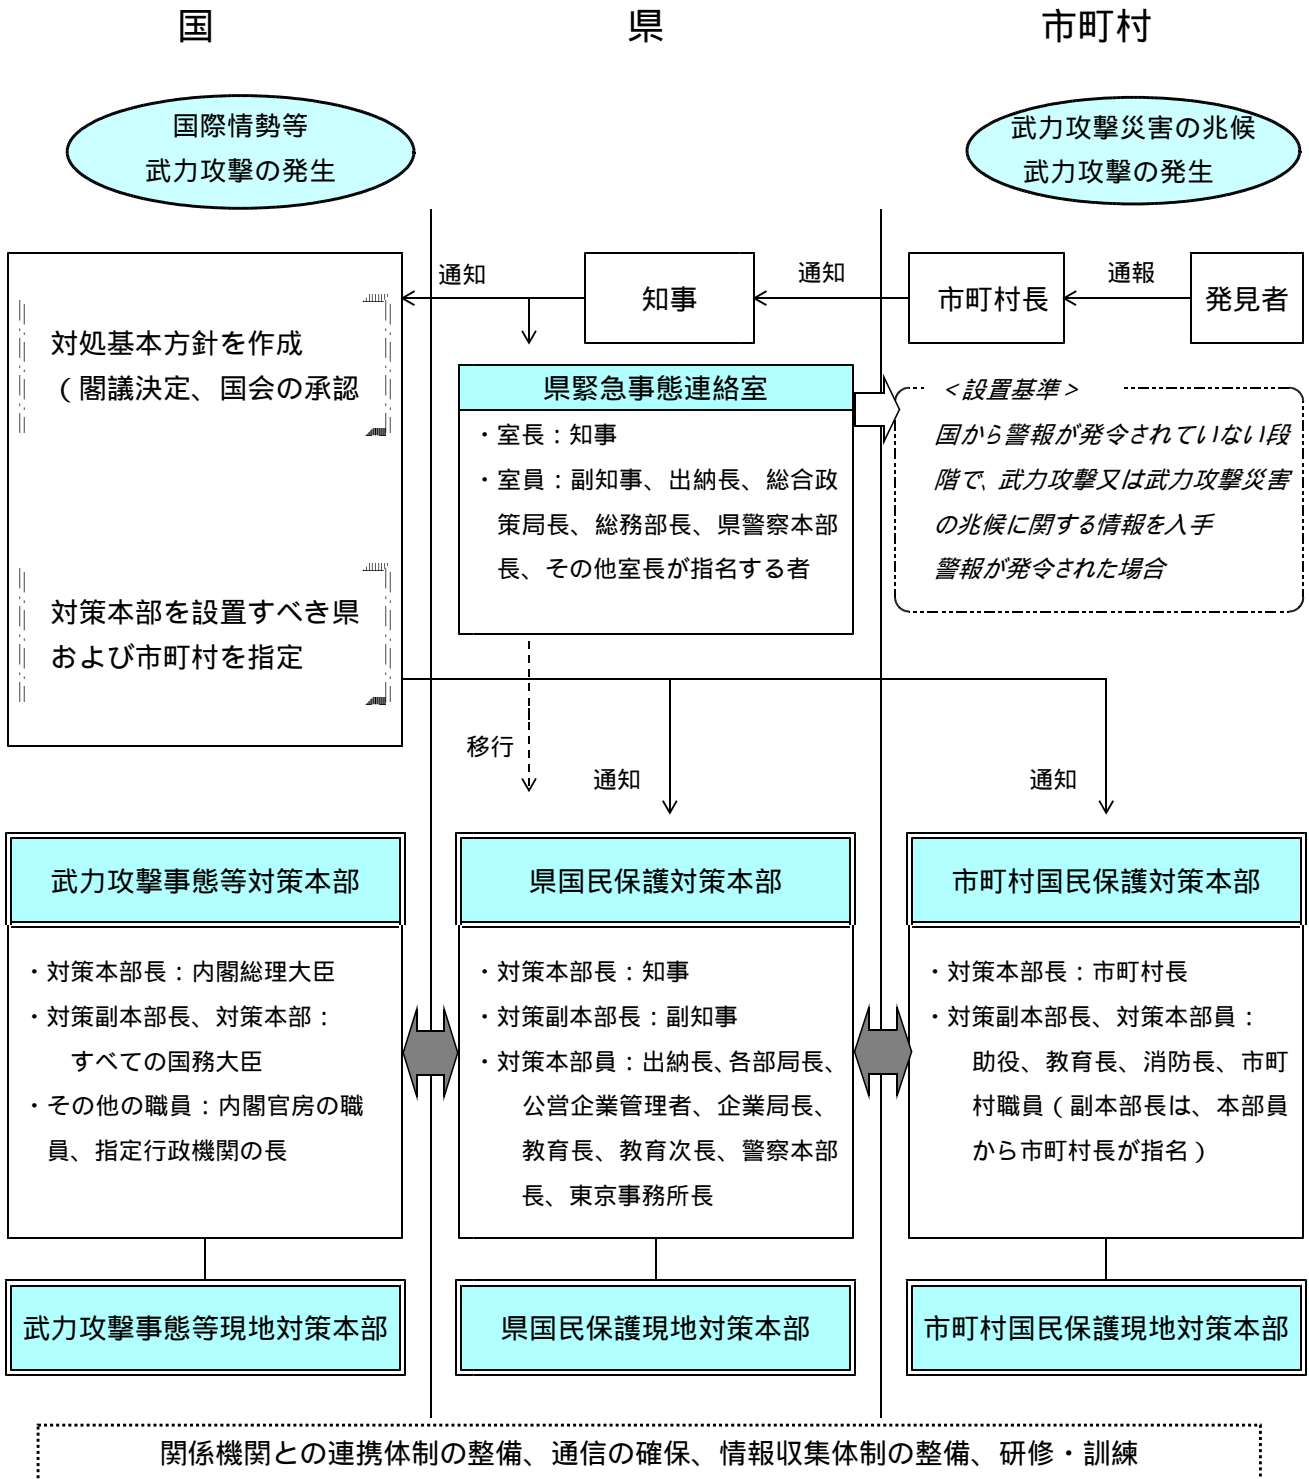 国
県
市町村
国際情勢等
武力攻撃の発生
武力攻撃災害の兆候
武力攻撃の発生
通知
知事
通知
市町村長
通報
発見者
対処基本方針を作成
（閣議決定、国会の承認
対策本部を設置すべき県
および市町村を指定
県緊急事態連絡室
・室長：知事
・室員：副知事、出納長、総合政
策局長、総務部長、県警察本部
長、その他室長が指名する者
＜設置基準＞
国から警報が発令されていない段
階で、武力攻撃又は武力攻撃災害
の兆候に関する情報を入手
警報が発令された場合
移行
通知
通知
武力攻撃事態等対策本部
・対策本部長：内閣総理大臣
・対策副本部長、対策本部：
すべての国務大臣
・その他の職員：内閣官房の職
員、指定行政機関の長
県国民保護対策本部
・対策本部長：知事
・対策副本部長：副知事
・対策本部員：出納長、各部局長、
公営企業管理者、企業局長、
教育長、教育次長、警察本部
長、東京事務所長
市町村国民保護対策本部
・対策本部長：市町村長
・対策副本部長、対策本部員：
助役、教育長、消防長、市町
村職員（副本部長は、本部員
から市町村長が指名）
武力攻撃事態等現地対策本部
県国民保護現地対策本部
市町村国民保護現地対策本部
関係機関との連携体制の整備、通信の確保、情報収集体制の整備、研修・訓練